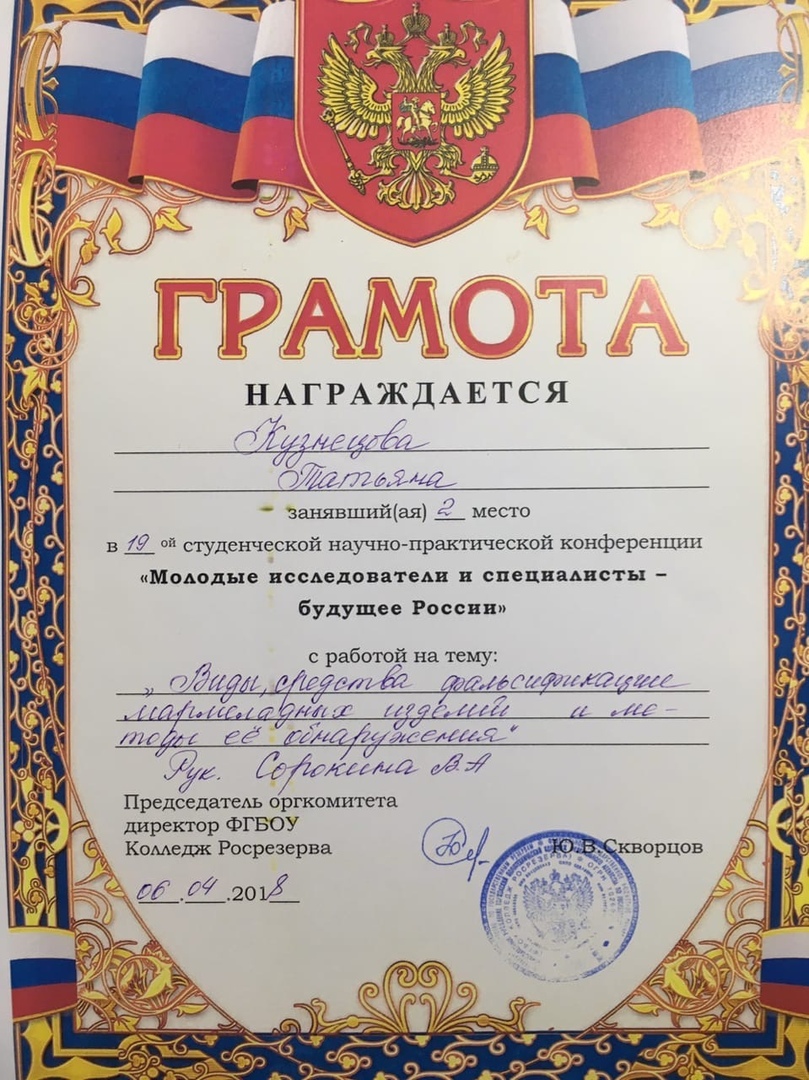 ГРАМОТА
НАГРАЖДАЕТСЯ
Кузнецова
Татьяна
занявший(ая) 2 место
в 19 ой студенческой научно-практической конференции
«Молодые исследователи и специалисты –
будущее России»
с работой на тему:
„Виды, средства фальсификации
мармеладных изделий и ме-
тоды её обнаружения"
Рук. Сорокина В.А
Председатель оргкомитета
директор ФГБОУ
Колледж Росрезерва
Ю.В.Скворцов
06.04.2018